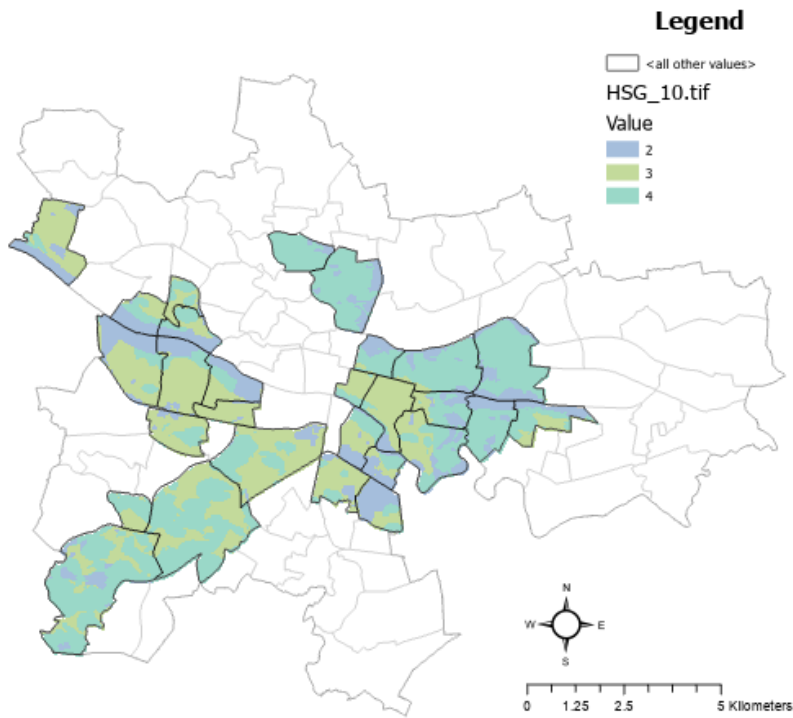 Legend
<all other values>
HSG_10.tif
Value
2
3
4
N
W E
S
0 1.25 2.5 5 Kilometers